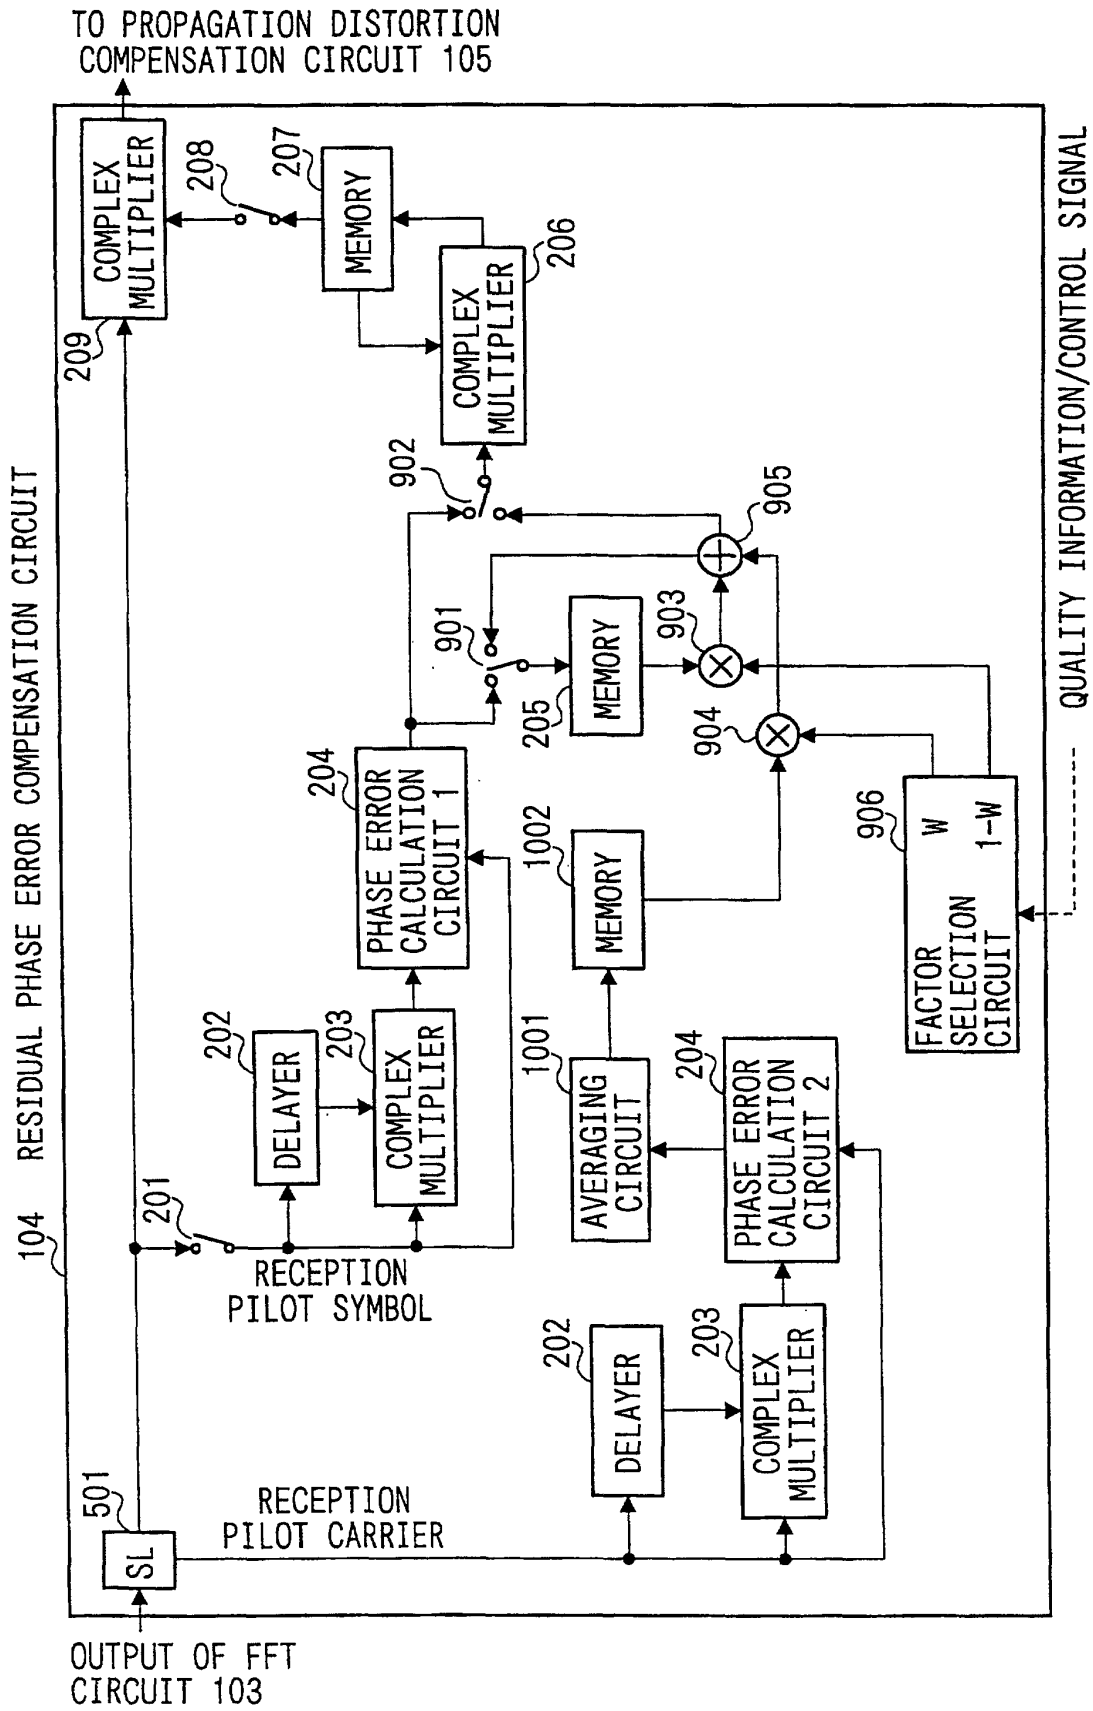 104 RESIDUAL PHASE ERROR COMPENSATION CIRCUIT
OUTPUT OF FFT
CIRCUIT 103
501
SL
RECEPTION
PILOT CARRIER
201
RECEPTION
PILOT SYMBOL
202
DELAYER
203
COMPLEX
MULTIPLIER
204
PHASE ERROR
CALCULATION
CIRCUIT 1
901
902
205
MEMORY
206
COMPLEX
MULTIPLIER
207
MEMORY
208
209
COMPLEX
MULTIPLIER
TO PROPAGATION DISTORTION
COMPENSATION CIRCUIT 105
202
DELAYER
203
COMPLEX
MULTIPLIER
204
PHASE ERROR
CALCULATION
CIRCUIT 2
1001
AVERAGING
CIRCUIT
1002
MEMORY
904
903
905
906
FACTOR
SELECTION
CIRCUIT
W
1-W
QUALITY INFORMATION/CONTROL SIGNAL